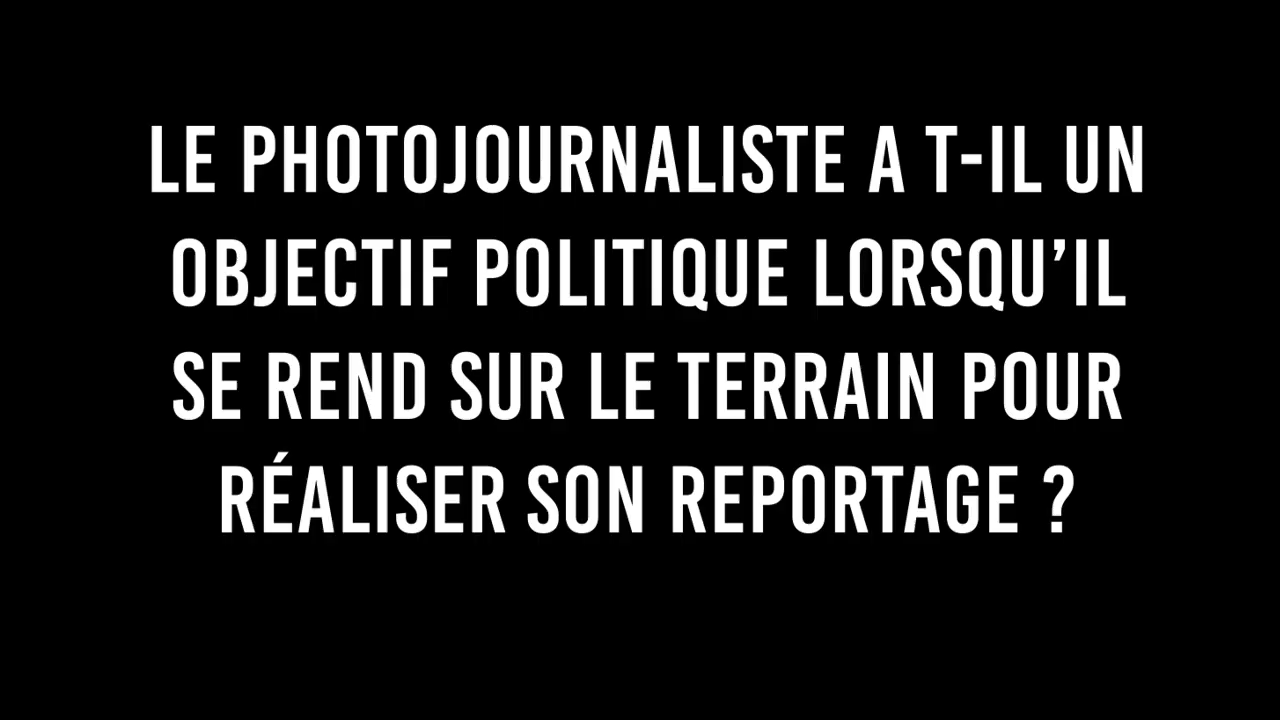 LE PHOTOJOURNALISTE A T-IL UN
OBJECTIF POLITIQUE LORSQU’IL
SE REND SUR LE TERRAIN POUR
RÉALISER SON REPORTAGE ?